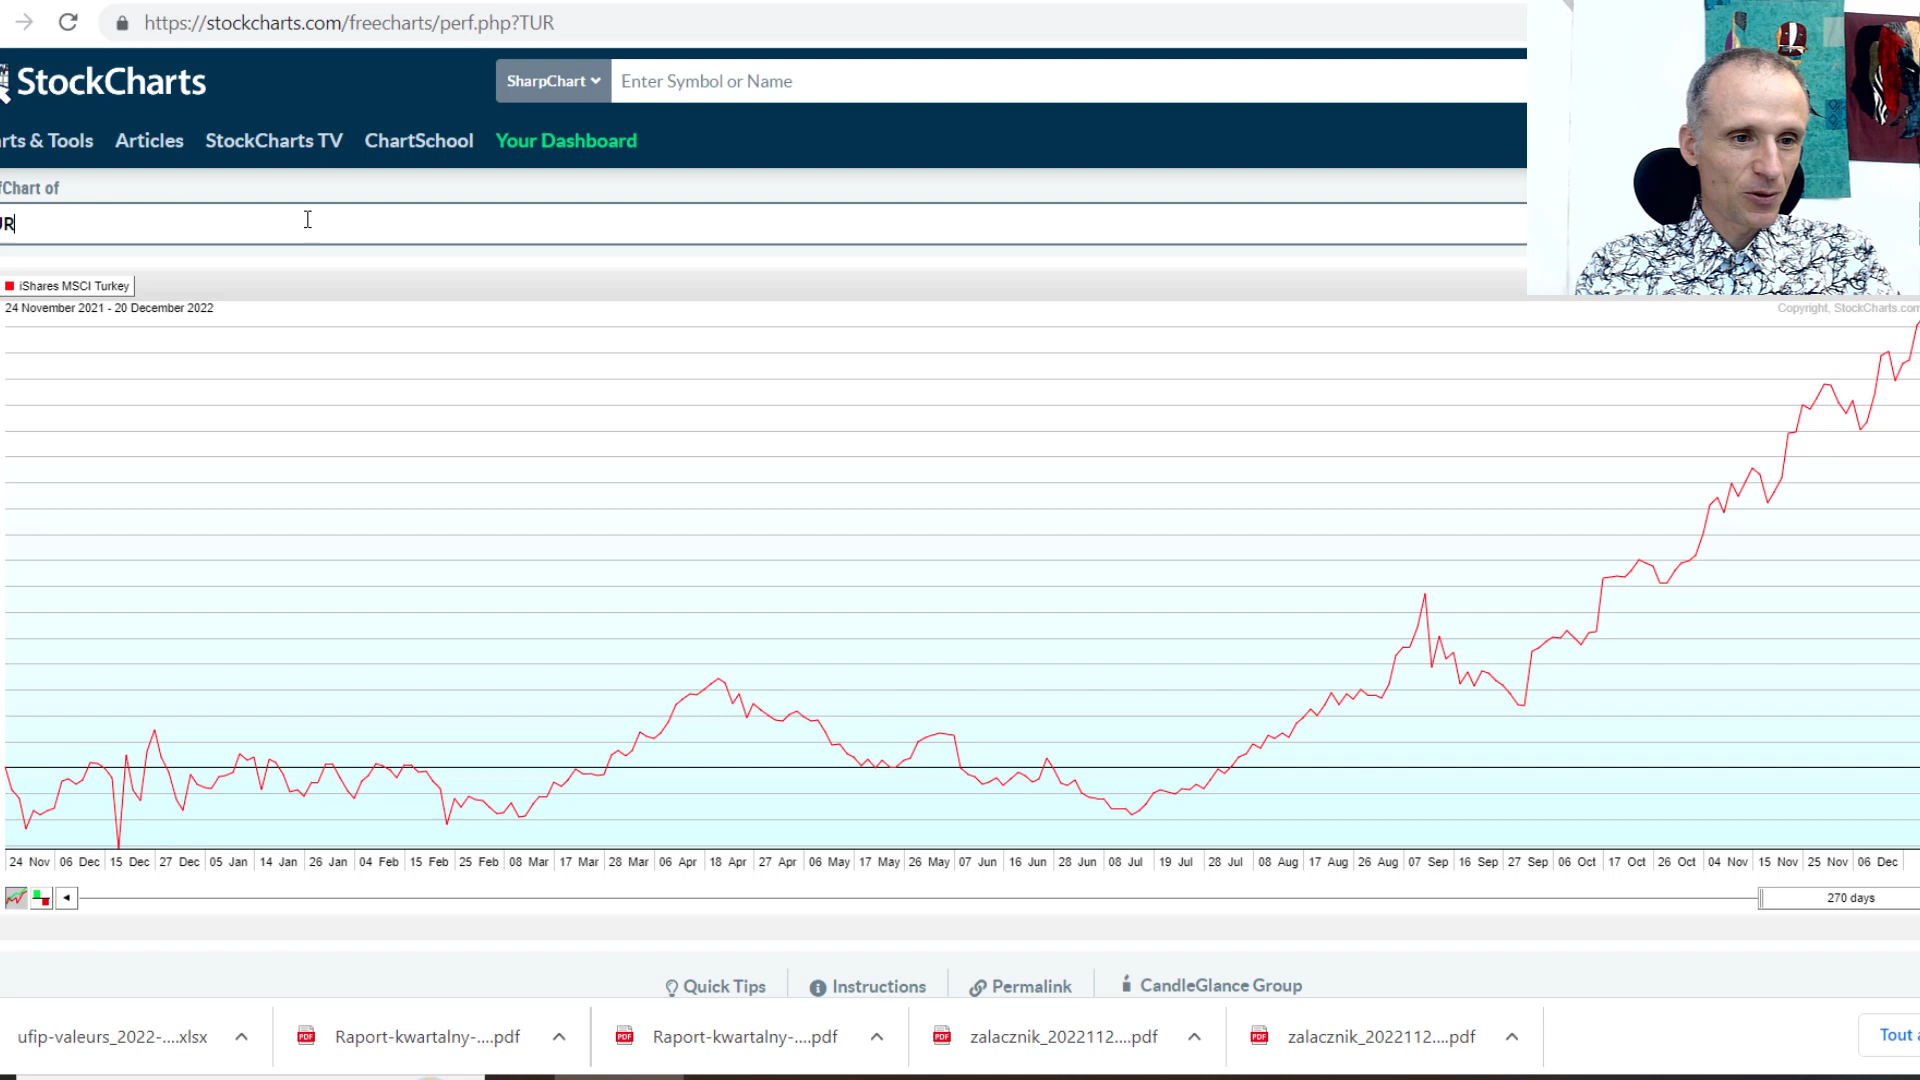 https://stockcharts.com/freecharts/perf.php?TUR
StockCharts
SharpChart
Enter Symbol or Name
rts & Tools
Articles
StockCharts TV
ChartSchool
Your Dashboard
fChart of
UR
iShares MSCI Turkey
24 November 2021 - 20 December 2022
Copyright, StockCharts.com
24 Nov 06 Dec 15 Dec 27 Dec 05 Jan 14 Jan 26 Jan 04 Feb 15 Feb 25 Feb 08 Mar 17 Mar 28 Mar 06 Apr 18 Apr 27 Apr 06 May 17 May 26 May 07 Jun 16 Jun 28 Jun 08 Jul 19 Jul 28 Jul 08 Aug 17 Aug 26 Aug 07 Sep 16 Sep 27 Sep 06 Oct 17 Oct 26 Oct 04 Nov 15 Nov 25 Nov 06 Dec
270 days
Quick Tips
Instructions
Permalink
CandleGlance Group
ufip-valeurs_2022-....xlsx
PDF Raport-kwartalny-....pdf
PDF Raport-kwartalny-....pdf
PDF zalacznik_2022112....pdf
PDF zalacznik_2022112....pdf
Tout a